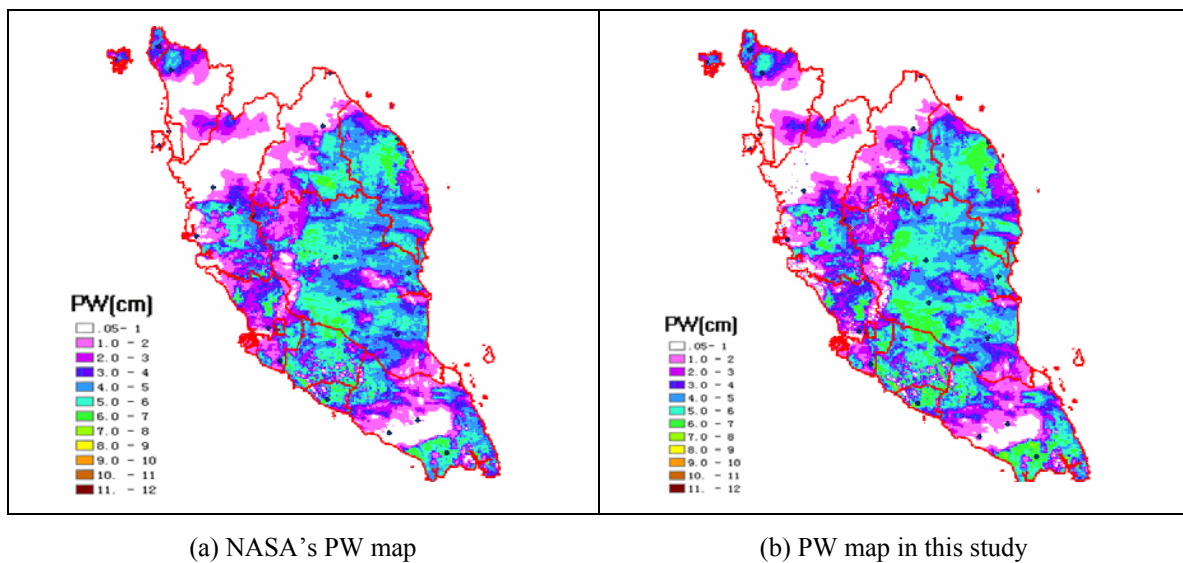 PW(cm)
.05- 1
1.0 - 2
2.0 - 3
3.0 - 4
4.0 - 5
5.0 - 6
6.0 - 7
7.0 - 8
8.0 - 9
9.0 - 10
10. - 11
11. - 12
PW(cm)
.05- 1
1.0 - 2
2.0 - 3
3.0 - 4
4.0 - 5
5.0 - 6
6.0 - 7
7.0 - 8
8.0 - 9
9.0 - 10
10. - 11
11. - 12
(a) NASA’s PW map
(b) PW map in this study